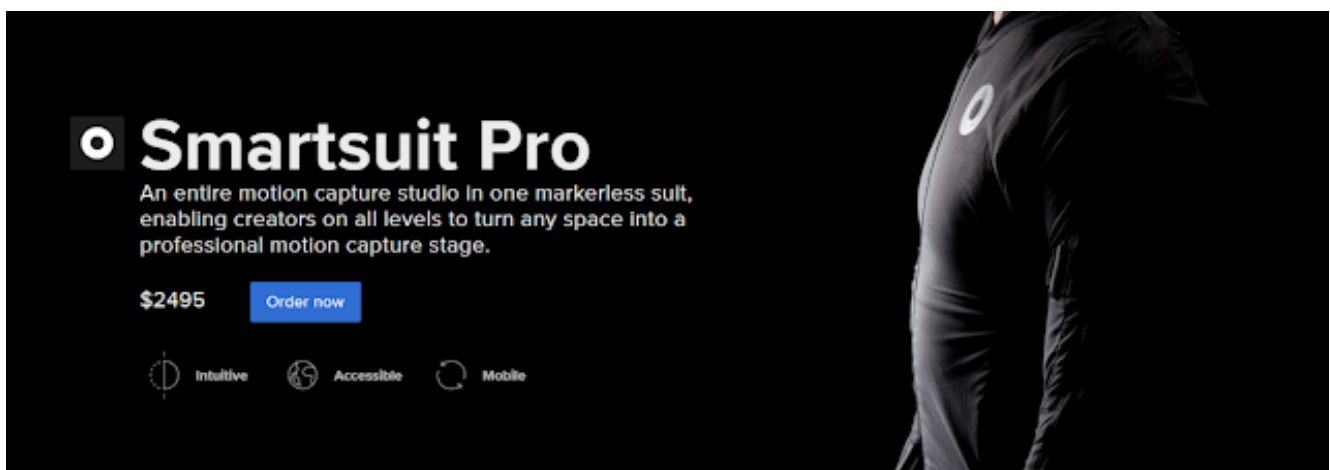 Smartsuit Pro
An entire motion capture studio in one markerless suit,
enabling creators on all levels to turn any space into a
professional motion capture stage.
$2495
Order now
Intuitive
Accessible
Mobile